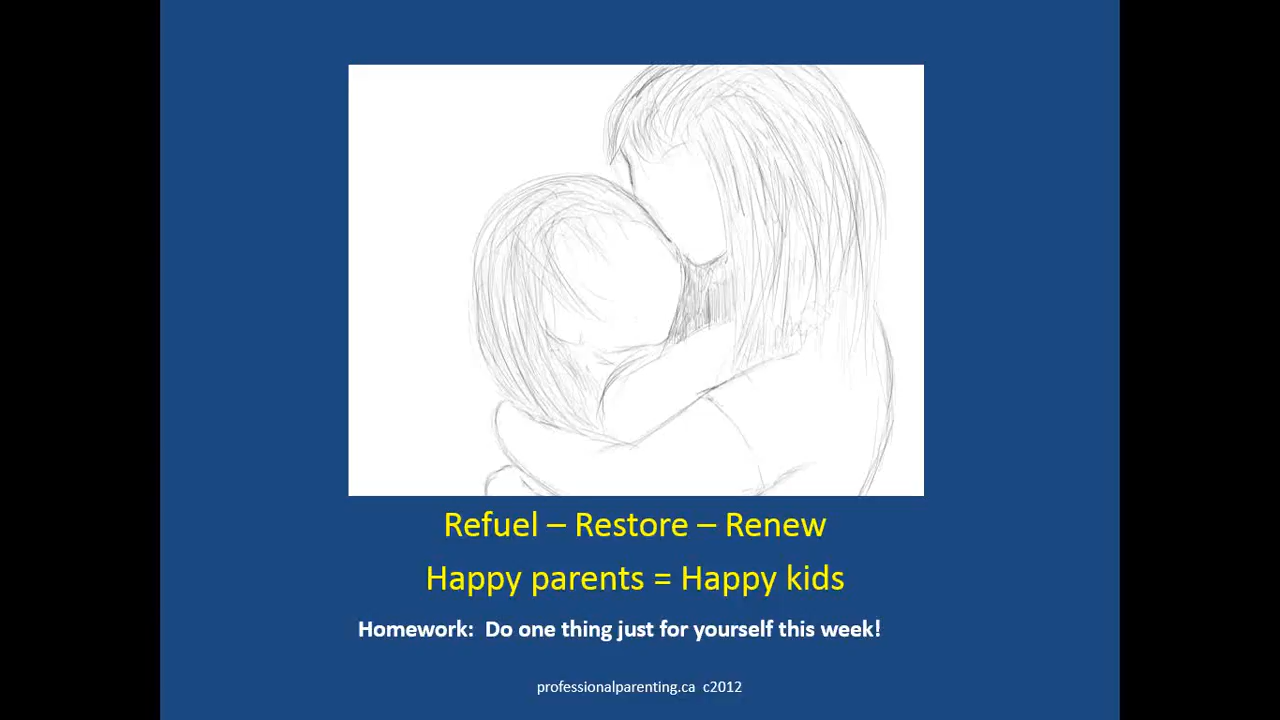 Refuel – Restore – Renew
Happy parents = Happy kids
Homework:  Do one thing just for yourself this week!
professionalparenting.ca  c2012